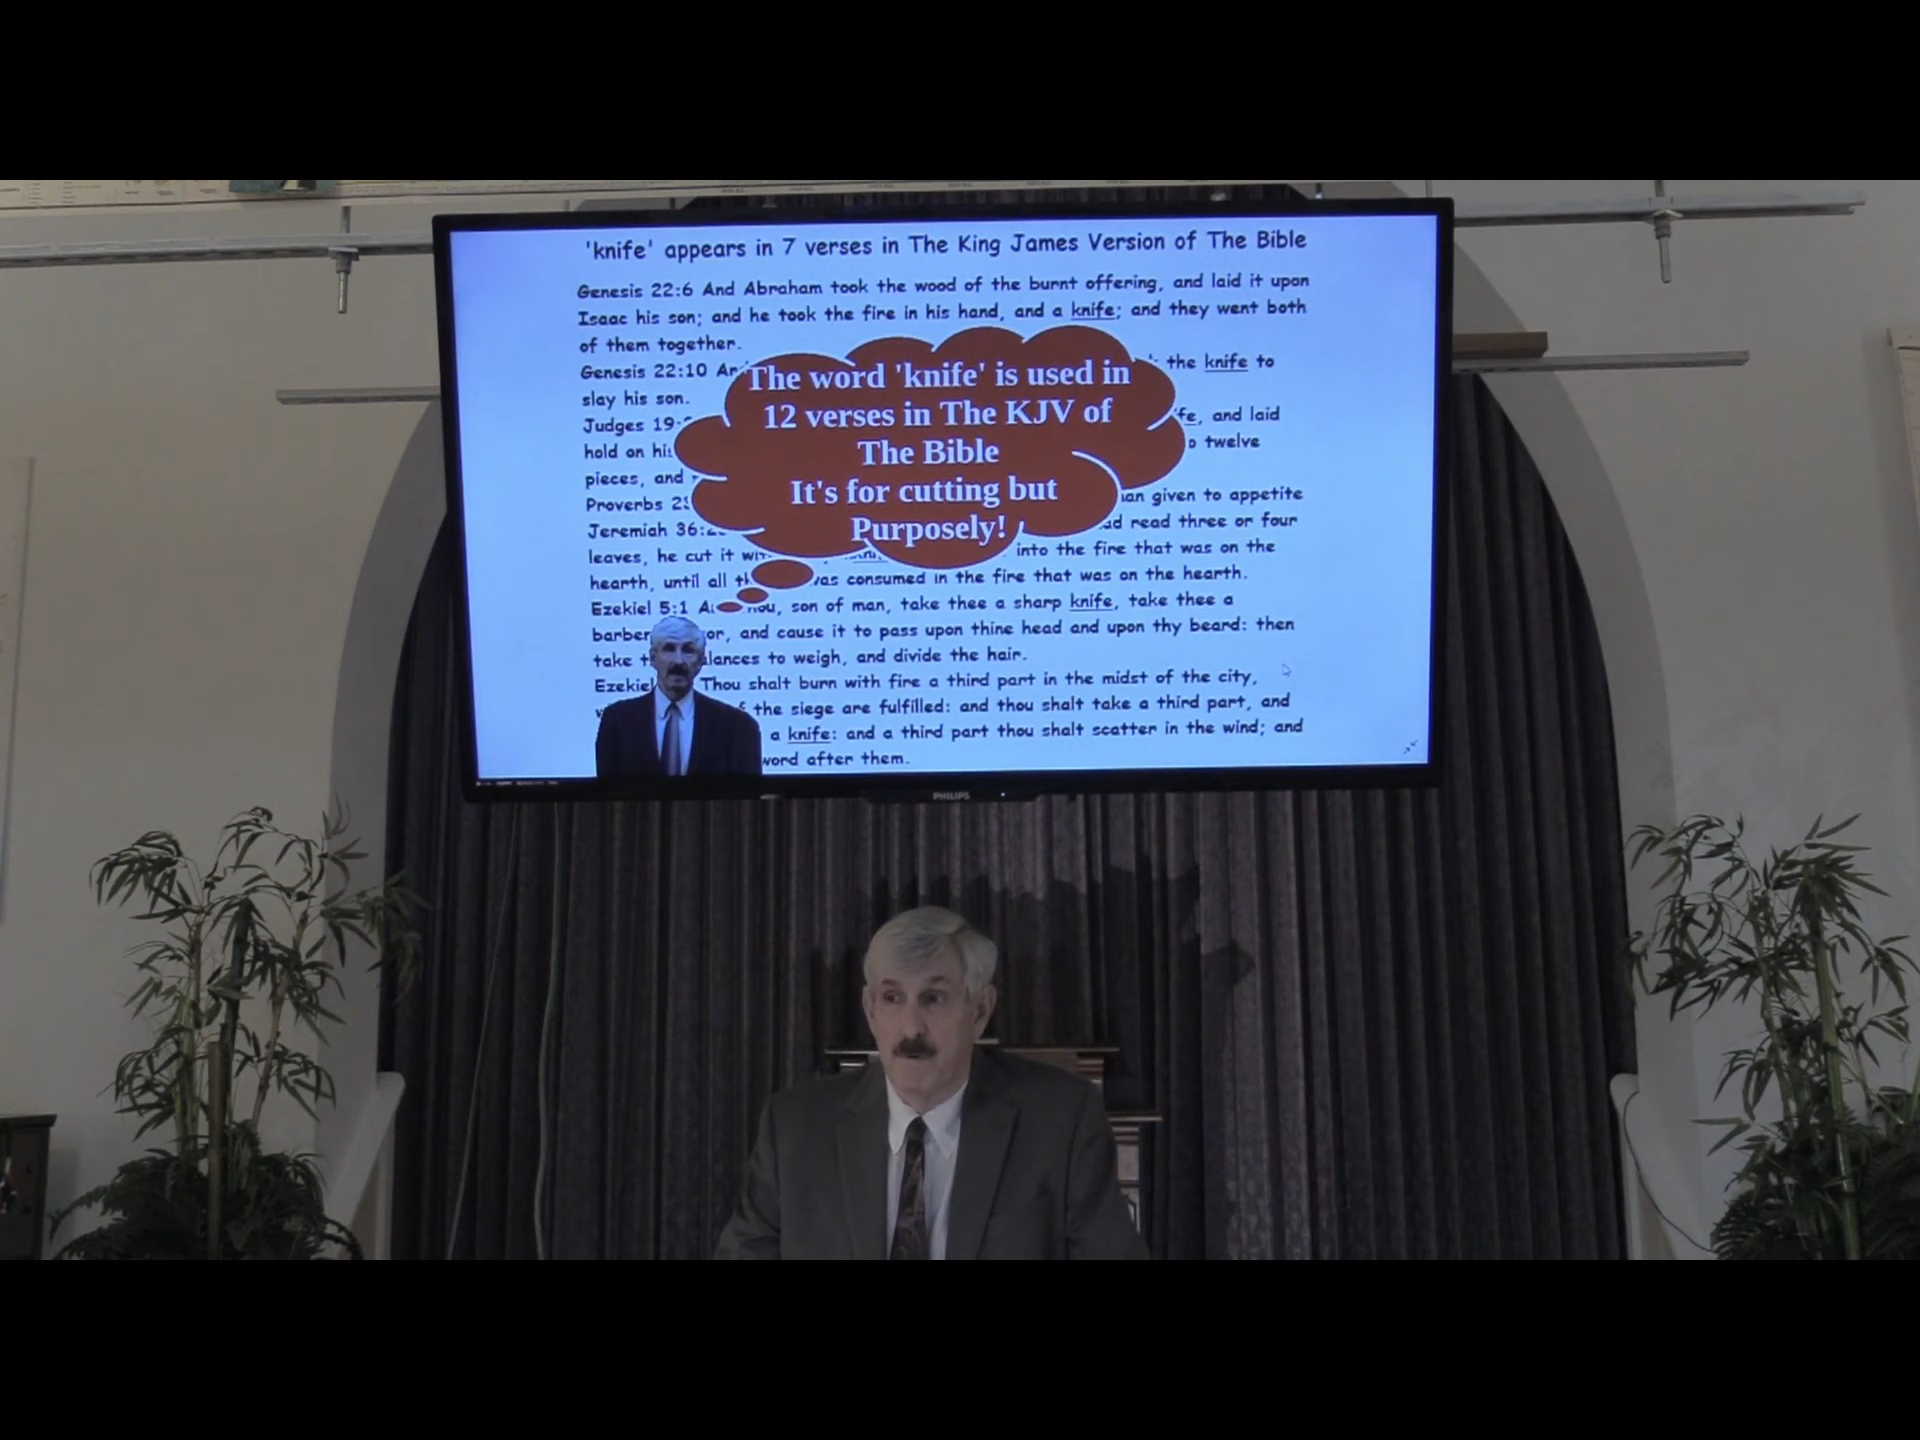 'knife' appears in 7 verses in The King James Version of The Bible
Genesis 22:6 And Abraham took the wood of the burnt offering, and laid it upon
Isaac his son; and he took the fire in his hand, and a knife; and they went both
of them together.
Genesis 22:10 the knife to
slay his son.
Judges and laid
hold on twelve
pieces, and
Proverbs given to appetite
Jeremiah read three or four
leaves, he cut it into the fire that was on the
hearth, until all was consumed in the fire that was on the hearth.
Ezekiel 5:1 thou, son of man, take thee a sharp knife, take thee a
and cause it to pass upon thine head and upon thy beard: then
take to weigh, and divide the hair.
Thou shalt burn with fire a third part in the midst of the city,
the siege are fulfilled: and thou shalt take a third part, and
a knife: and a third part thou shalt scatter in the wind; and
after them.
The word 'knife' is used in
12 verses in The KJV of
The Bible
It's for cutting but
Purposely!
PHILIPS